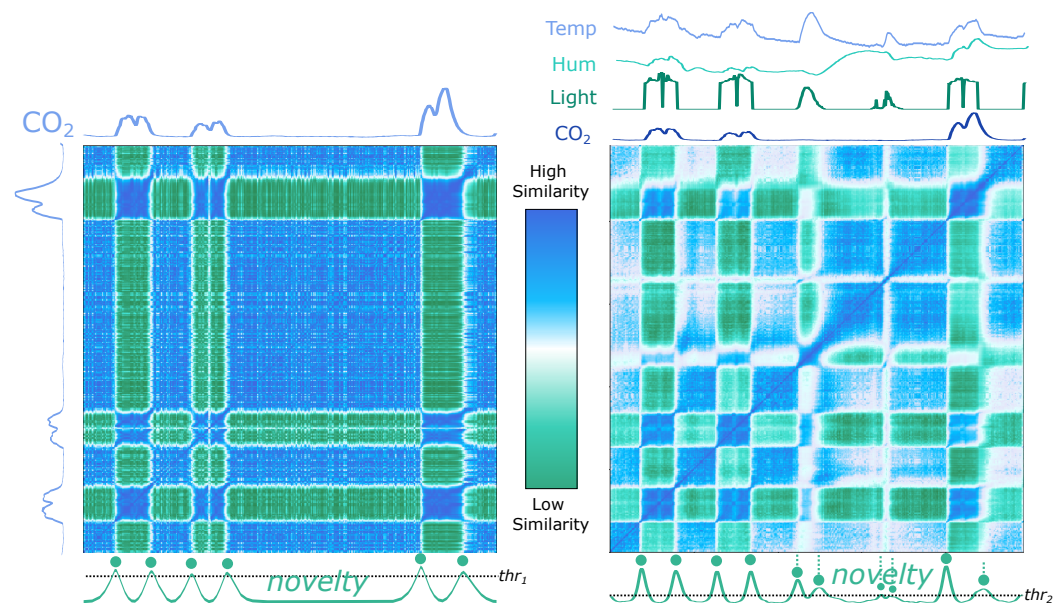 Temp
Hum
Light
CO₂
CO₂
High
Similarity
Low
Similarity
novelty
thr₁
novelty
thr₂